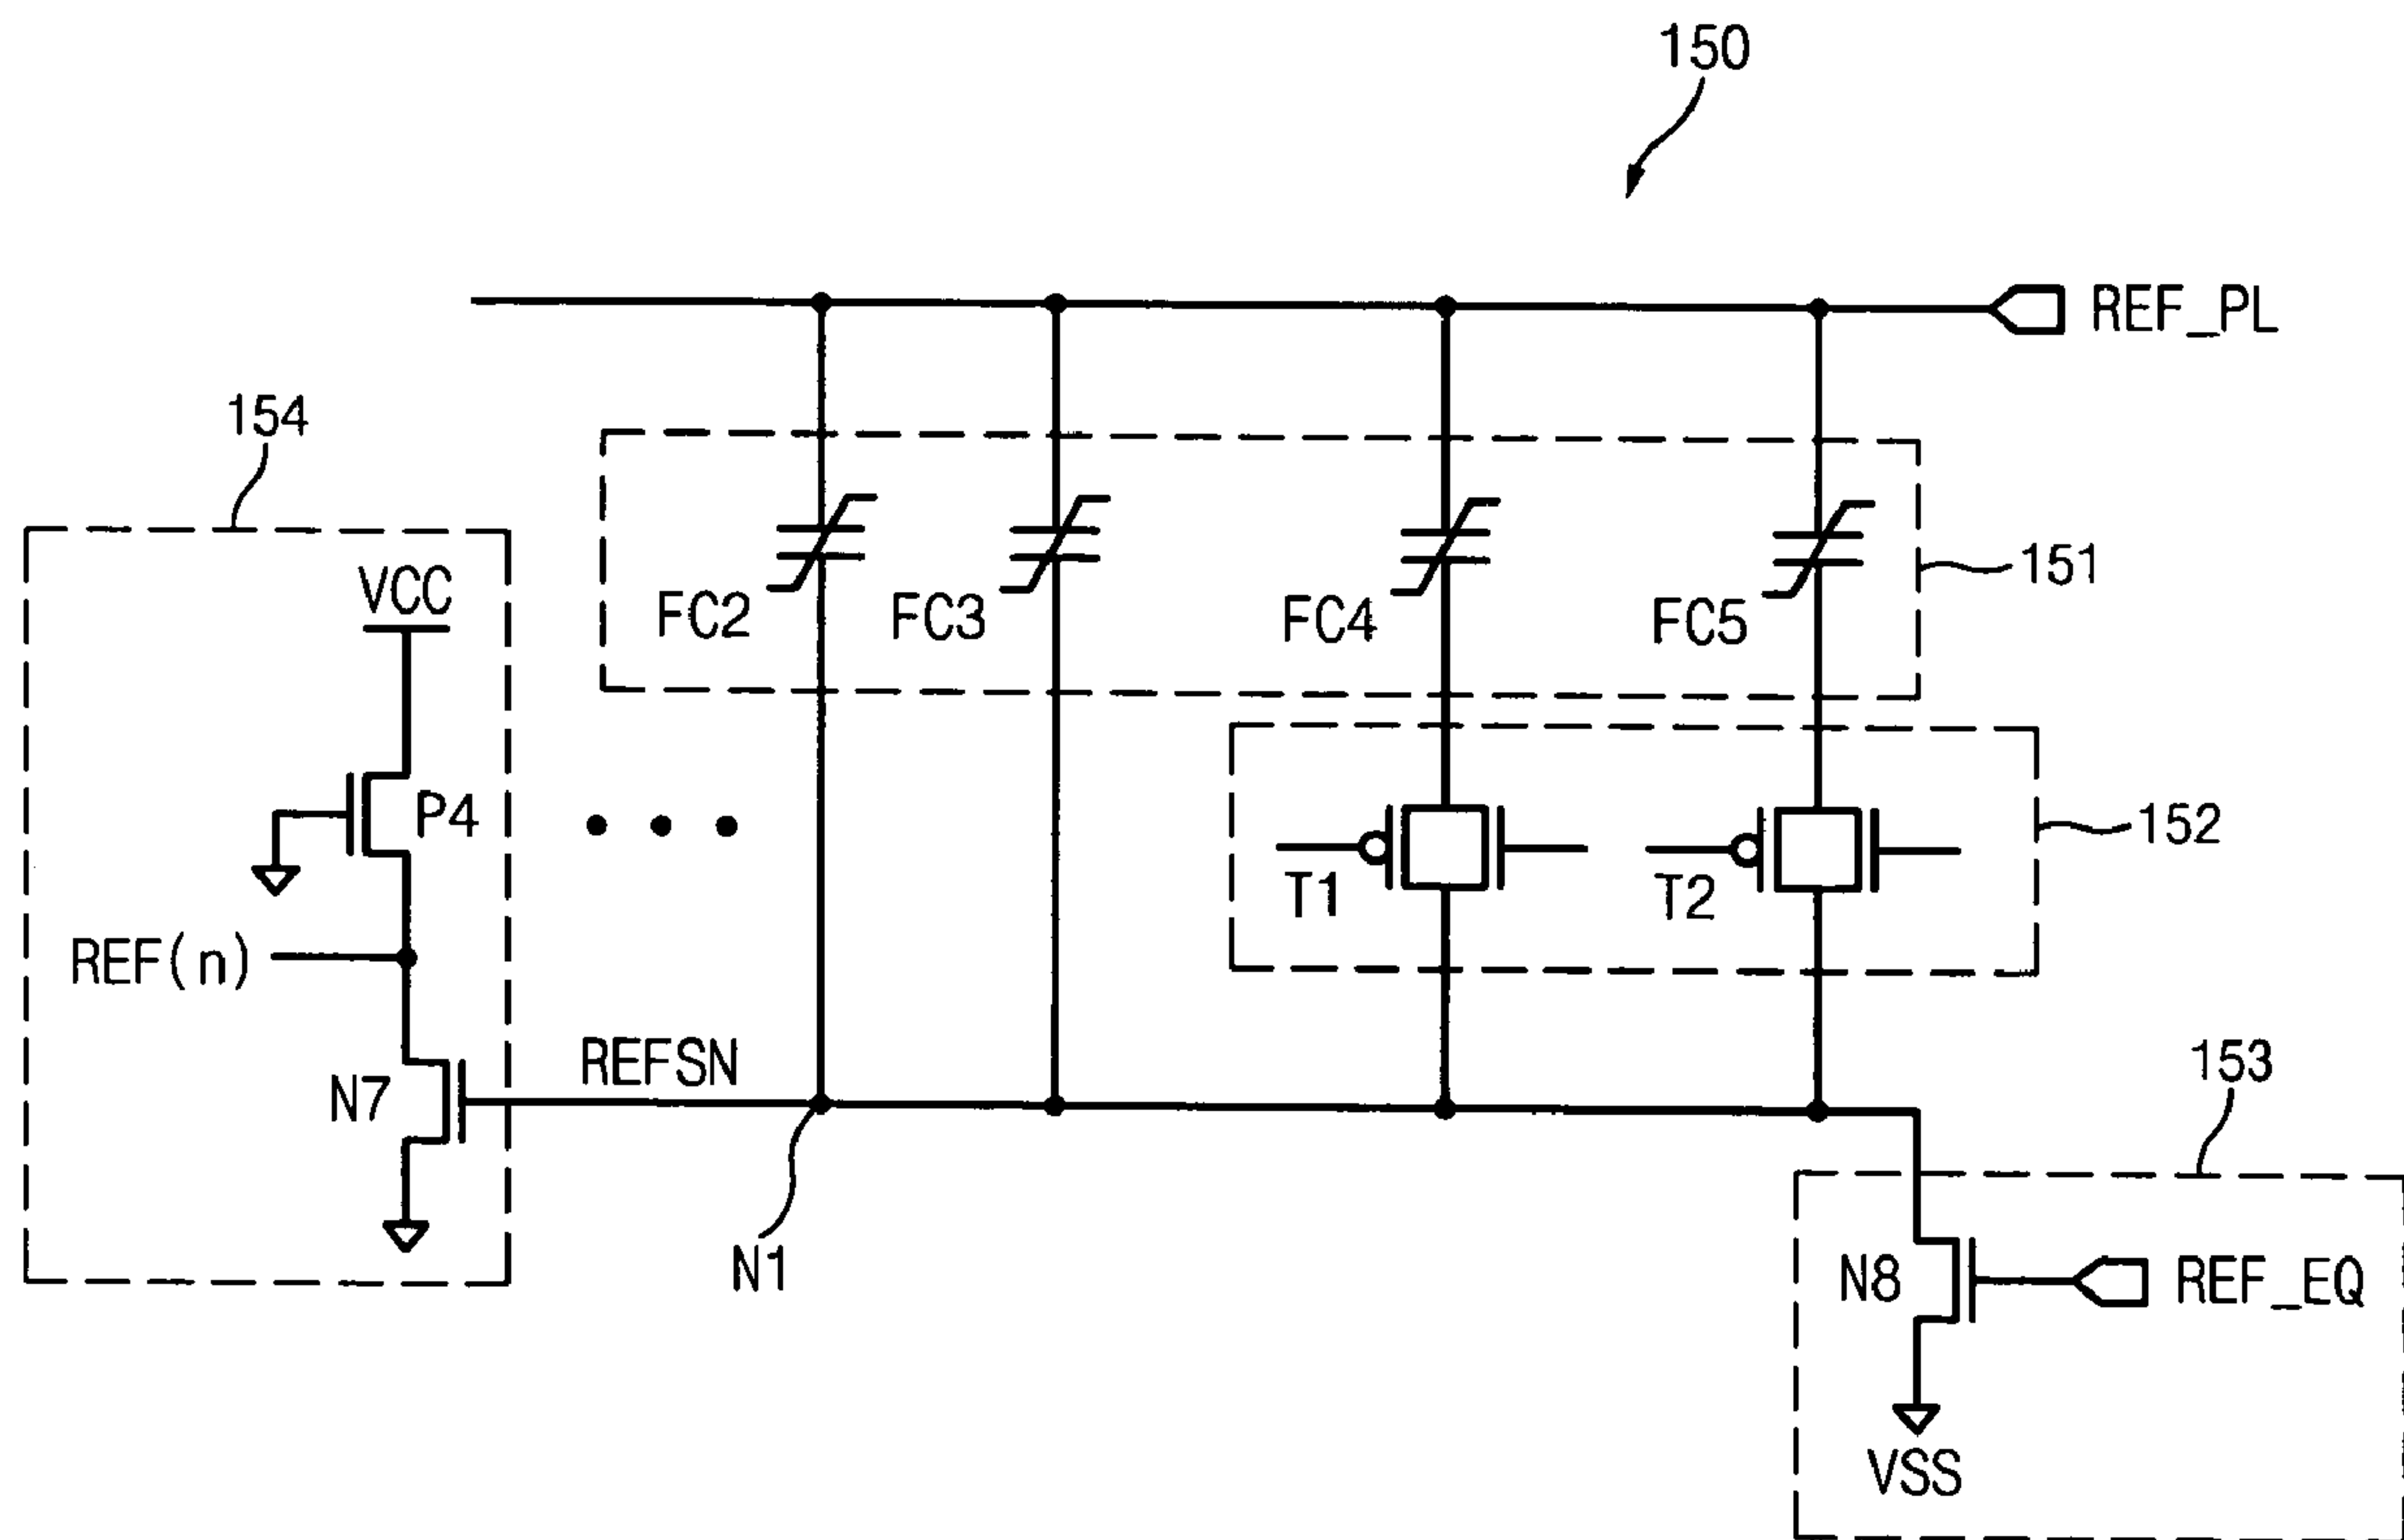 150
REF_PL
154
VCC
FC2
FC3
FC4
FC5
151
P4
T1
T2
152
REF(n)
REFSN
N7
153
N1
N8
REF_EQ
VSS